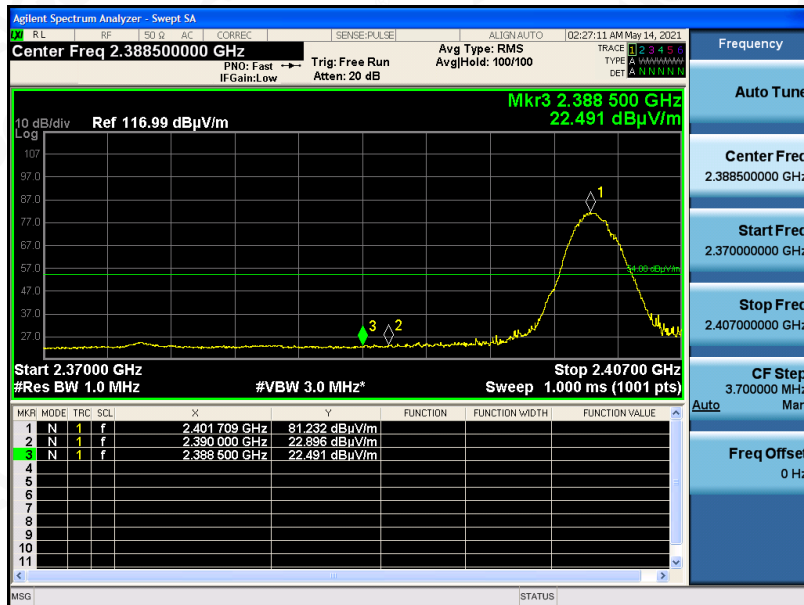 Agilent Spectrum Analyzer - Swept SA
LXI RL RF 50 Ω AC CORREC SENSE:PULSE ALIGN AUTO 02:27:11 AM May 14, 2021
Center Freq 2.388500000 GHz
PNO: Fast
IFGain:Low
Trig: Free Run
Atten: 20 dB
Avg Type: RMS
Avg|Hold: 100/100
TRACE 1 2 3 4 5 6
TYPE A WWWWW
DET A N N N N N
Mkr3 2.388 500 GHz
22.491 dBµV/m
10 dB/div Ref 116.99 dBµV/m
Log
107
97.0
87.0
77.0
67.0
57.0
47.0
37.0
27.0
1
54.00 dBµV/m
3
2
Start 2.37000 GHz Stop 2.40700 GHz
#Res BW 1.0 MHz #VBW 3.0 MHz* Sweep 1.000 ms (1001 pts)
MKR MODE TRC SCL X Y FUNCTION FUNCTION WIDTH FUNCTION VALUE
1 N 1 f 2.401 709 GHz 81.232 dBµV/m
2 N 1 f 2.390 000 GHz 22.896 dBµV/m
3 N 1 f 2.388 500 GHz 22.491 dBµV/m
4
5
6
7
8
9
10
11
MSG STATUS
Frequency
Auto Tune
Center Freq
2.388500000 GHz
Start Freq
2.370000000 GHz
Stop Freq
2.407000000 GHz
CF Step
3.700000 MHz
Auto Man
Freq Offset
0 Hz